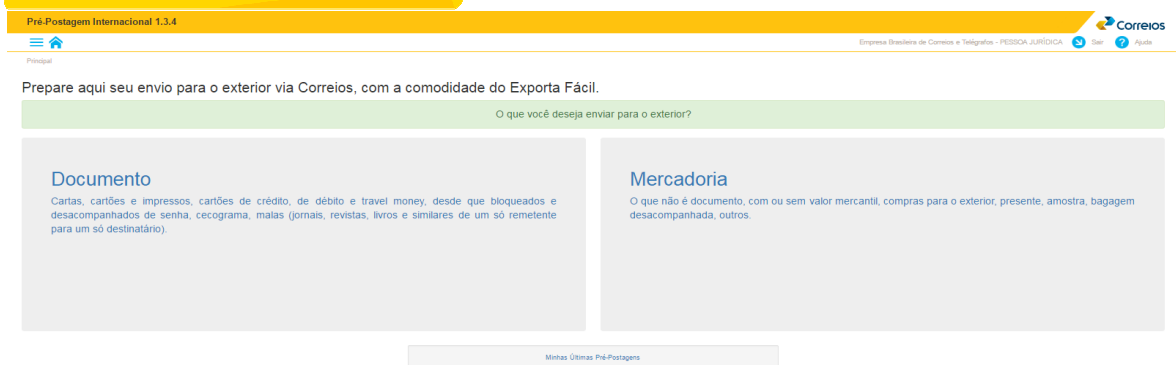 Pré-Postagem Internacional 1.3.4
Correios
Empresa Brasileira de Correios e Telégrafos - PESSOA JURÍDICA Sair ? Ajuda
Principal
Prepare aqui seu envio para o exterior via Correios, com a comodidade do Exporta Fácil.
O que você deseja enviar para o exterior?
Documento
Cartas, cartões e impressos, cartões de crédito, de débito e travel money, desde que bloqueados e
desacompanhados de senha, cecograma, malas (jornais, revistas, livros e similares de um só remetente
para um só destinatário).
Mercadoria
O que não é documento, com ou sem valor mercantil, compras para o exterior, presente, amostra, bagagem
desacompanhada, outros.
Minhas Últimas Pré-Postagens